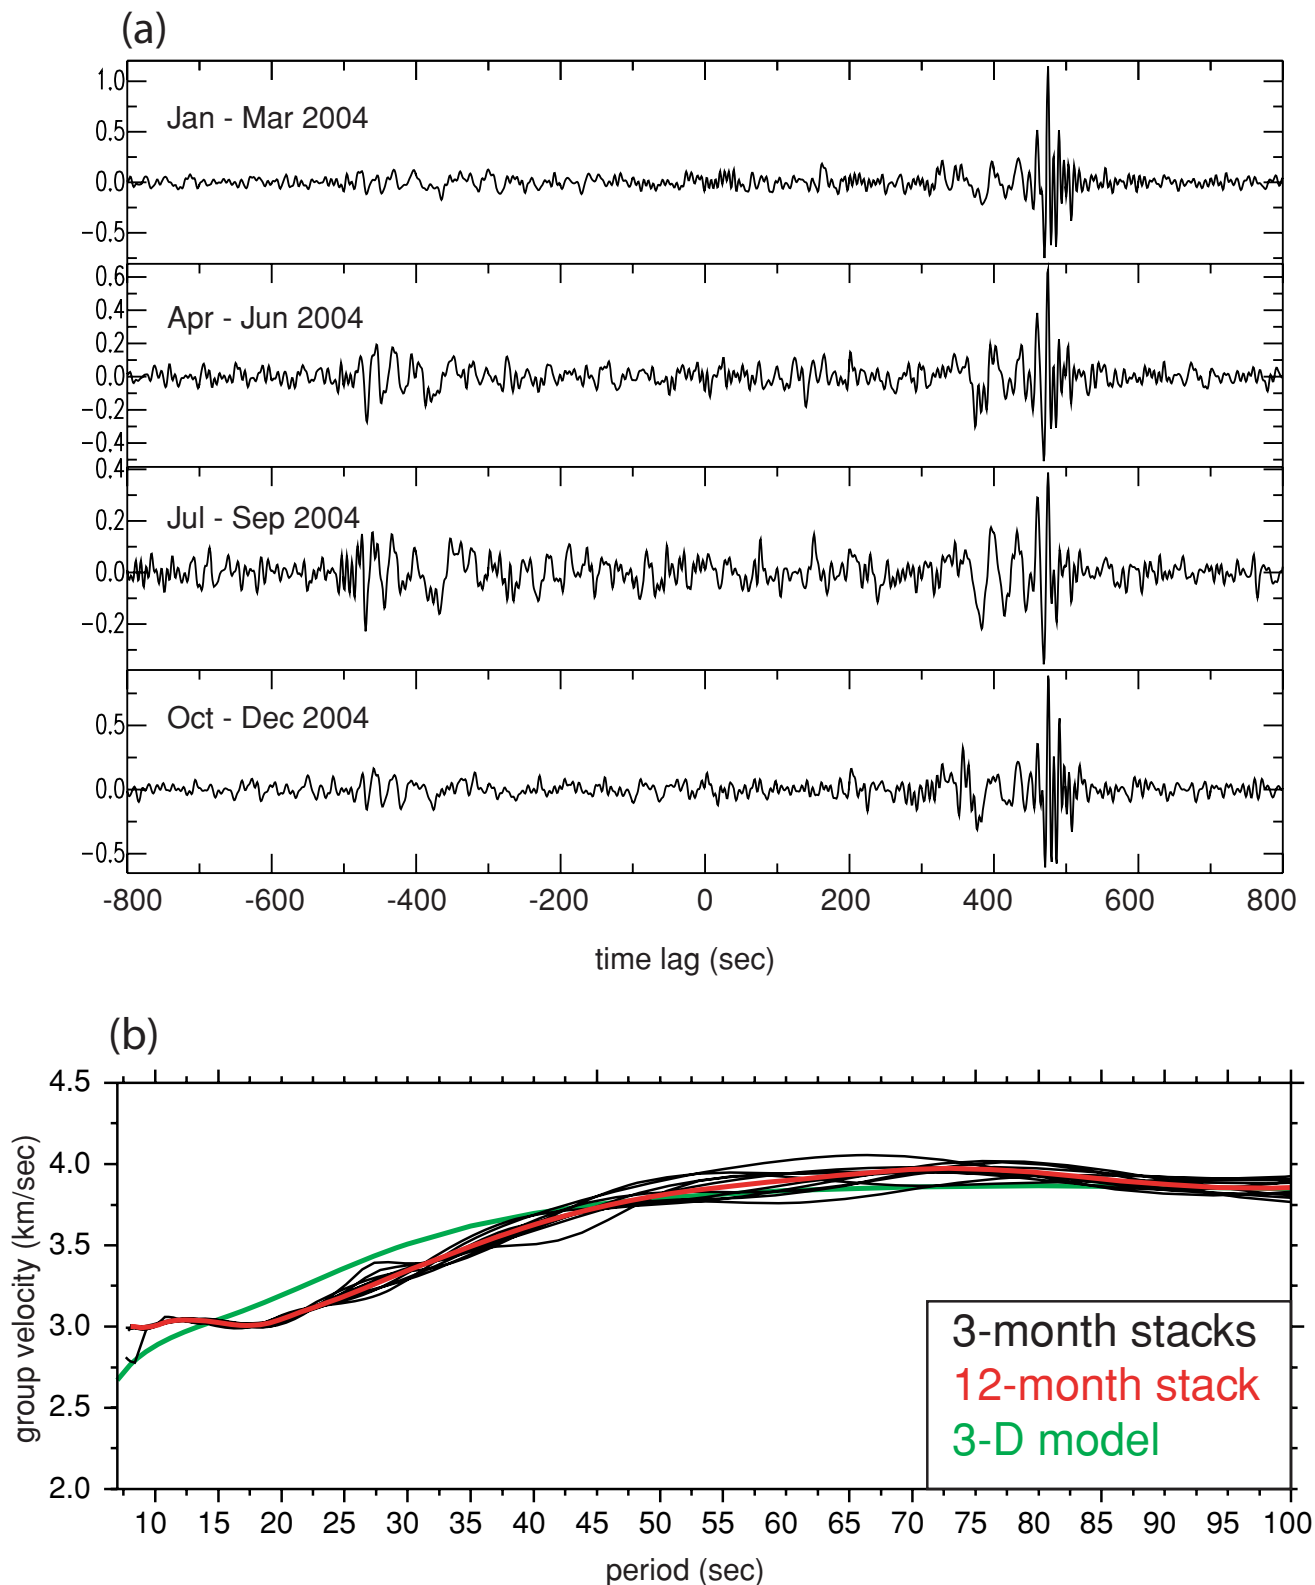 (a)
1.0
0.5
0.0
−0.5
Jan - Mar 2004
0.6
0.4
0.2
0.0
−0.2
−0.4
Apr - Jun 2004
0.4
0.2
0.0
−0.2
Jul - Sep 2004
0.5
0.0
−0.5
Oct - Dec 2004
-800 -600 -400 -200 0 200 400 600 800
time lag (sec)
(b)
4.5
4.0
3.5
3.0
2.5
2.0
group velocity (km/sec)
3-month stacks
12-month stack
3-D model
10 15 20 25 30 35 40 45 50 55 60 65 70 75 80 85 90 95 100
period (sec)